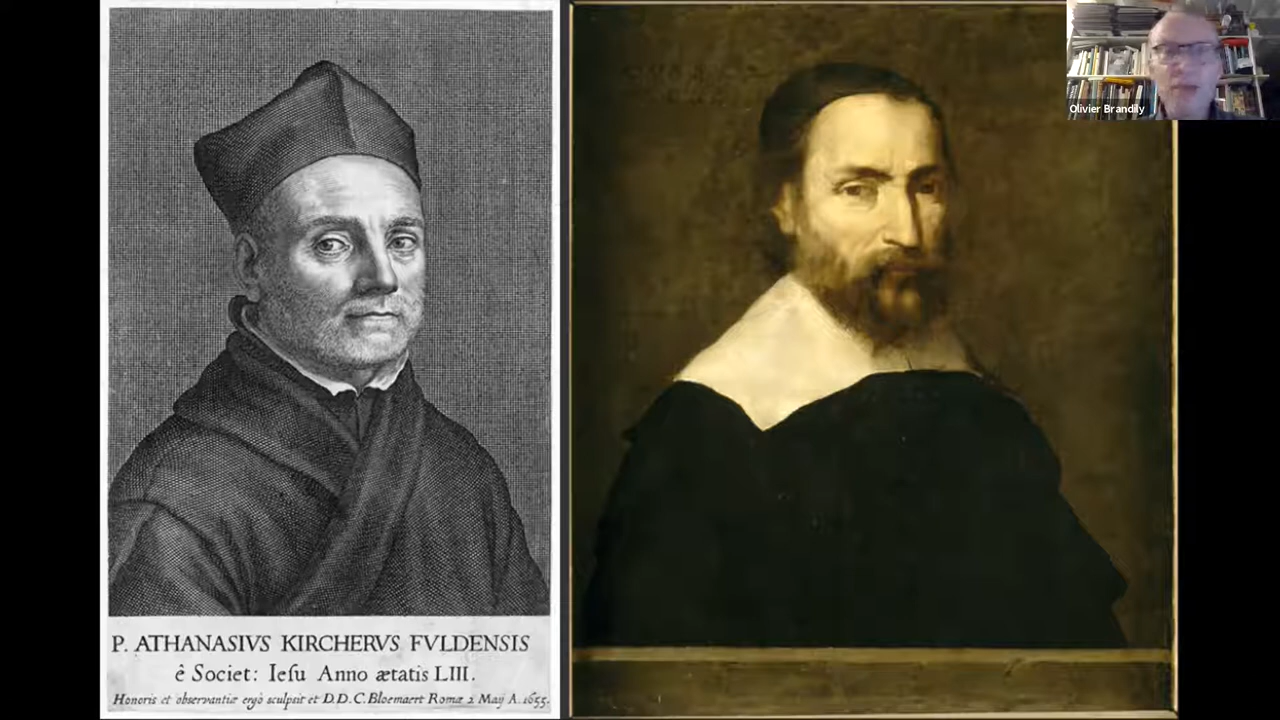 P. ATHANASIVS KIRCHERVS FVLDENSIS
ê Societ: Iesu Anno ætatis LIII.
Honoris et observantiæ ergò sculpsit et D.D. C. Bloemaert Romæ 2 Maij A. 1655.
Olivier Brandily